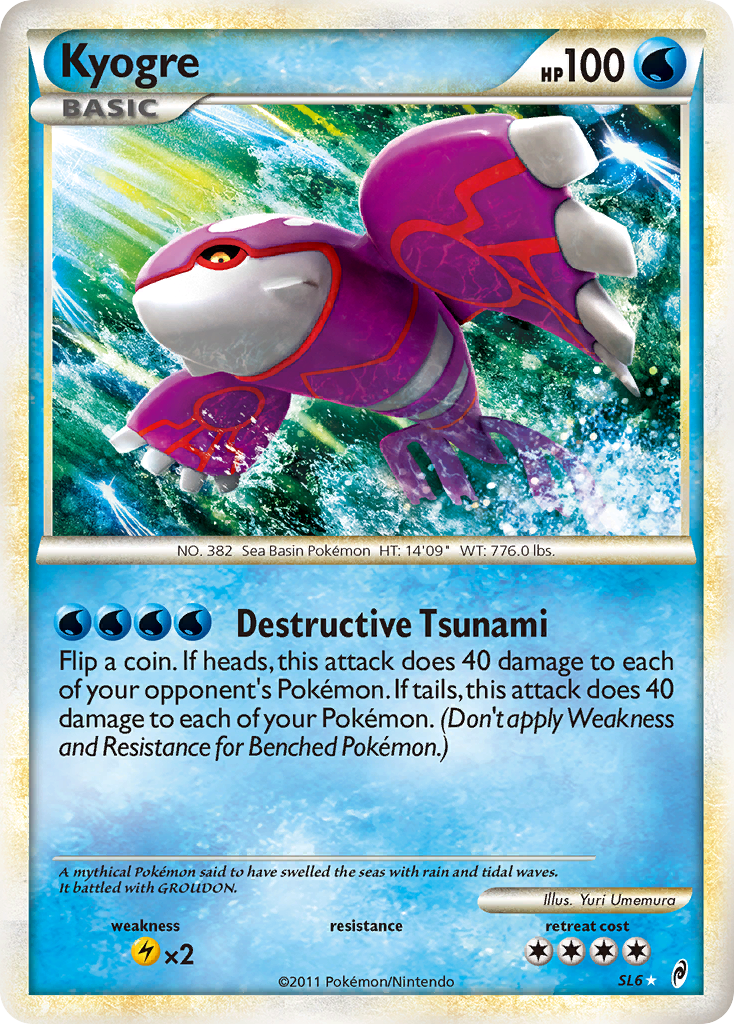 Kyogre
HP100
BASIC
NO. 382 Sea Basin Pokémon HT: 14'09" WT: 776.0 lbs.
Destructive Tsunami
Flip a coin. If heads, this attack does 40 damage to each
of your opponent's Pokémon. If tails, this attack does 40
damage to each of your Pokémon. (Don't apply Weakness
and Resistance for Benched Pokémon.)
A mythical Pokémon said to have swelled the seas with rain and tidal waves.
It battled with GROUDON.
Illus. Yuri Umemura
weakness resistance retreat cost
×2
©2011 Pokémon/Nintendo SL6 ★